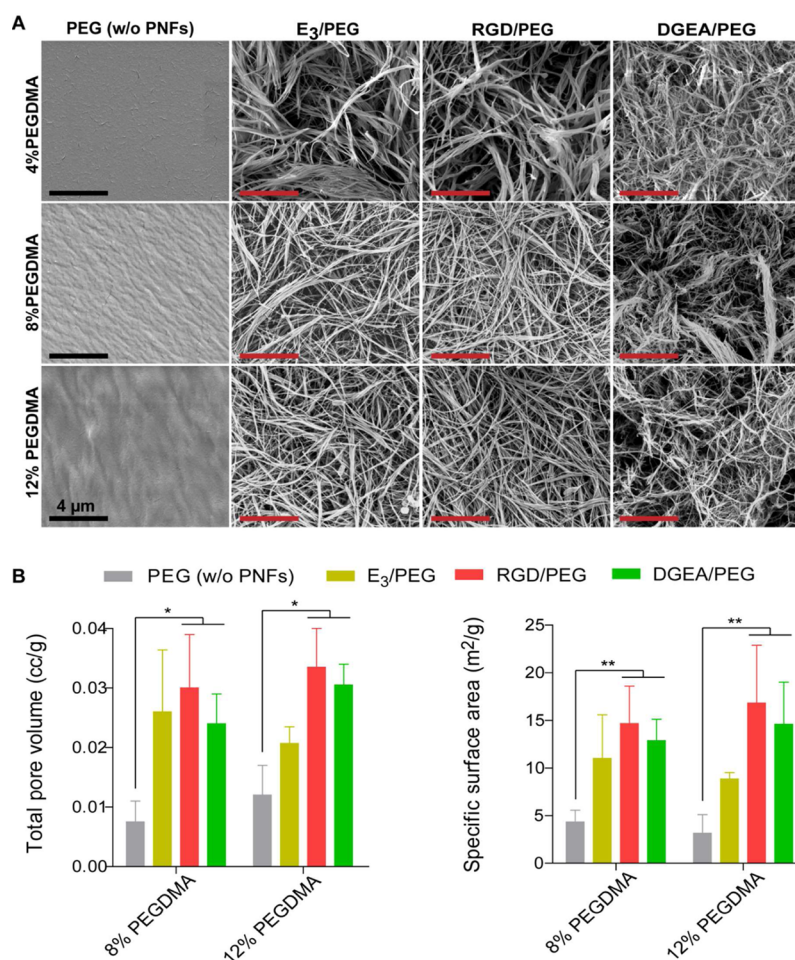 A
PEG (w/o PNFs)
E₃/PEG
RGD/PEG
DGEA/PEG
4%PEGDMA
8%PEGDMA
12% PEGDMA
4 μm
B
PEG (w/o PNFs)
E₃/PEG
RGD/PEG
DGEA/PEG
Total pore volume (cc/g)
0.04
0.03
0.02
0.01
0.00
*
*
8% PEGDMA
12% PEGDMA
Specific surface area (m²/g)
25
20
15
10
5
0
**
**
8% PEGDMA
12% PEGDMA